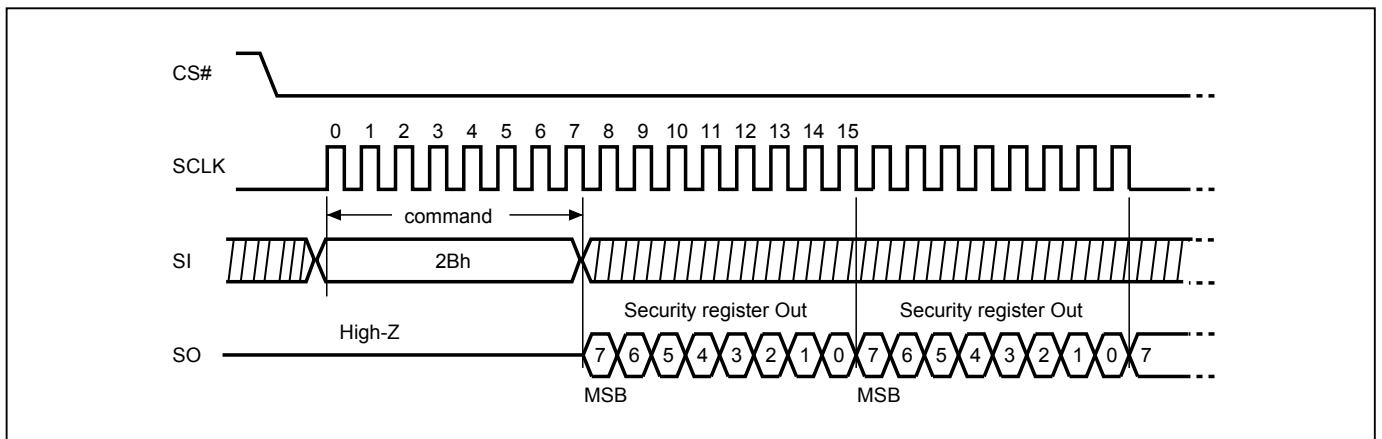 CS#
0 1 2 3 4 5 6 7 8 9 10 11 12 13 14 15
SCLK
command
SI
2Bh
Security register Out Security register Out
High-Z
SO
7 6 5 4 3 2 1 0 7 6 5 4 3 2 1 0 7
MSB MSB